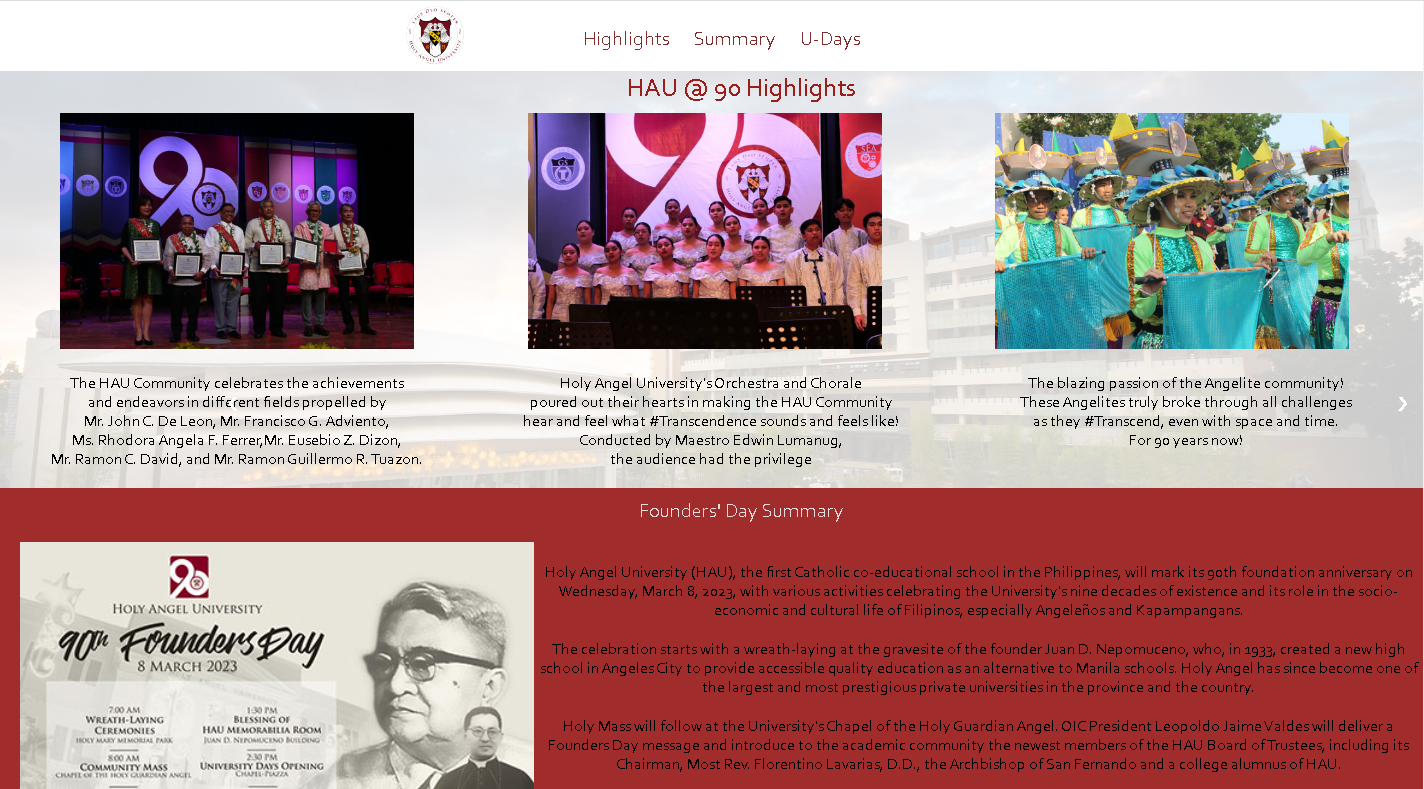 LAUS DEO SEMPER
HOLY ANGEL UNIVERSITY
Highlights Summary U-Days
HAU @ 90 Highlights
90
GS
90
LAUS DEO SEMPER
HOLY ANGEL UNIVERSITY
SEA
The HAU Community celebrates the achievements
and endeavors in different fields propelled by
Mr. John C. De Leon, Mr. Francisco G. Adviento,
Ms. Rhodora Angela F. Ferrer,Mr. Eusebio Z. Dizon,
Mr. Ramon C. David, and Mr. Ramon Guillermo R. Tuazon.
Holy Angel University's Orchestra and Chorale
poured out their hearts in making the HAU Community
hear and feel what #Transcendence sounds and feels like!
Conducted by Maestro Edwin Lumanug,
the audience had the privilege
The blazing passion of the Angelite community!
These Angelites truly broke through all challenges
as they #Transcend, even with space and time.
For 90 years now!
Founders' Day Summary
90
HOLY ANGEL UNIVERSITY
90th Founders Day
8 MARCH 2023
7:00 AM
WREATH-LAYING
CEREMONIES
HOLY MARY MEMORIAL PARK
8:00 AM
COMMUNITY MASS
CHAPEL OF THE HOLY GUARDIAN ANGEL
1:30 PM
BLESSING OF
HAU MEMORABILIA ROOM
JUAN D. NEPOMUCENO BUILDING
2:30 PM
UNIVERSITY DAYS OPENING
CHAPEL-PIAZZA
Holy Angel University (HAU), the first Catholic co-educational school in the Philippines, will mark its 90th foundation anniversary on
Wednesday, March 8, 2023, with various activities celebrating the University's nine decades of existence and its role in the socio-
economic and cultural life of Filipinos, especially Angeleños and Kapampangans.
The celebration starts with a wreath-laying at the gravesite of the founder Juan D. Nepomuceno, who, in 1933, created a new high
school in Angeles City to provide accessible quality education as an alternative to Manila schools. Holy Angel has since become one of
the largest and most prestigious private universities in the province and the country.
Holy Mass will follow at the University's Chapel of the Holy Guardian Angel. OIC President Leopoldo Jaime Valdes will deliver a
Founders Day message and introduce to the academic community the newest members of the HAU Board of Trustees, including its
Chairman, Most Rev. Florentino Lavarias, D.D., the Archbishop of San Fernando and a college alumnus of HAU.